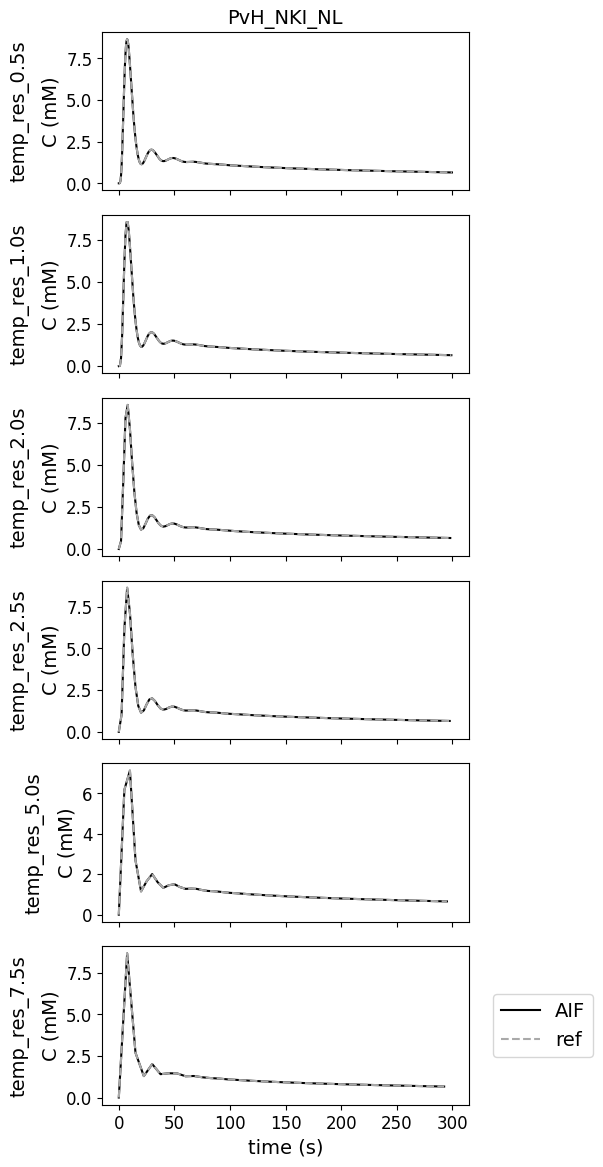 PvH_NKI_NL
temp_res_0.5s
C (mM)
7.5
5.0
2.5
0.0
temp_res_1.0s
C (mM)
7.5
5.0
2.5
0.0
temp_res_2.0s
C (mM)
7.5
5.0
2.5
0.0
temp_res_2.5s
C (mM)
7.5
5.0
2.5
0.0
temp_res_5.0s
C (mM)
6
4
2
0
temp_res_7.5s
C (mM)
7.5
5.0
2.5
0.0
AIF
ref
0 50 100 150 200 250 300
time (s)